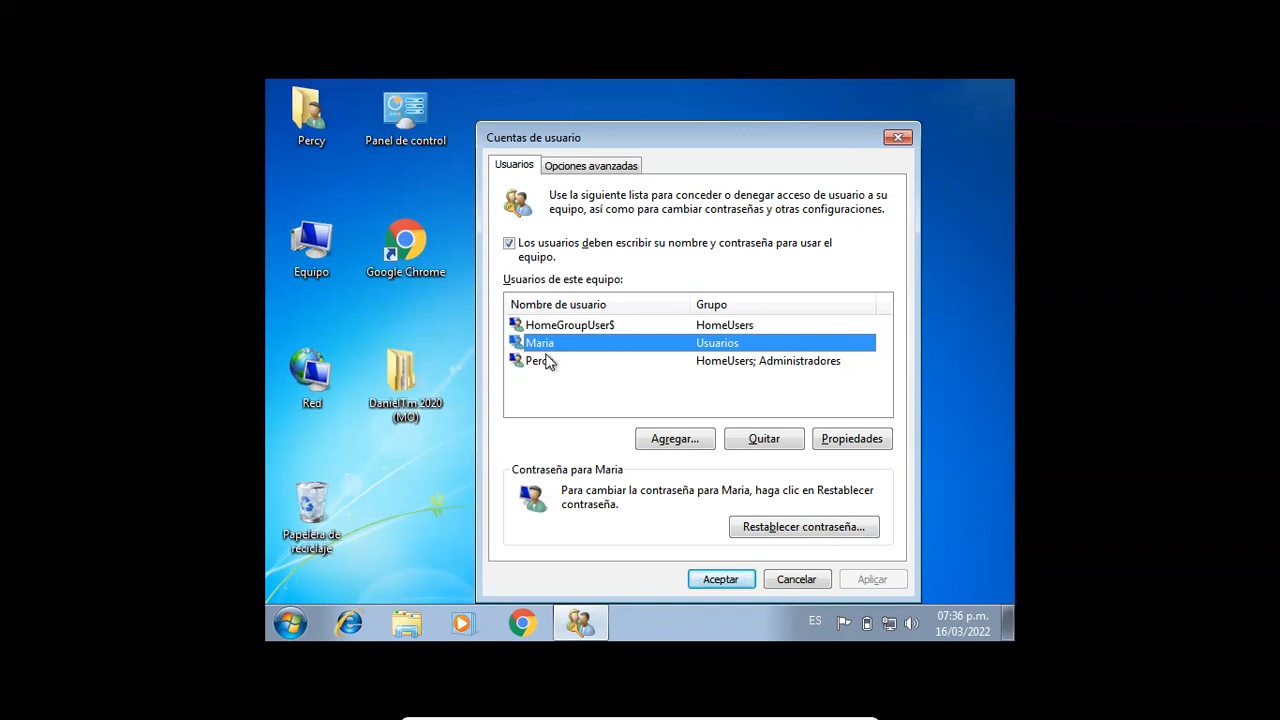 Percy
Panel de control
Equipo
Google Chrome
Red
DanielTrn 2020
(MO)
Papelera de
reciclaje
Cuentas de usuario
Usuarios
Opciones avanzadas
Use la siguiente lista para conceder o denegar acceso de usuario a su
equipo, así como para cambiar contraseñas y otras configuraciones.
Los usuarios deben escribir su nombre y contraseña para usar el
equipo.
Usuarios de este equipo:
Nombre de usuario Grupo
HomeGroupUser$ HomeUsers
Maria Usuarios
HomeUsers; Administradores
Agregar... Quitar Propiedades
Contraseña para Maria
Para cambiar la contraseña para Maria, haga clic en Restablecer
contraseña.
Restablecer contraseña...
Aceptar Cancelar Aplicar
ES
07:36 p.m.
16/03/2022